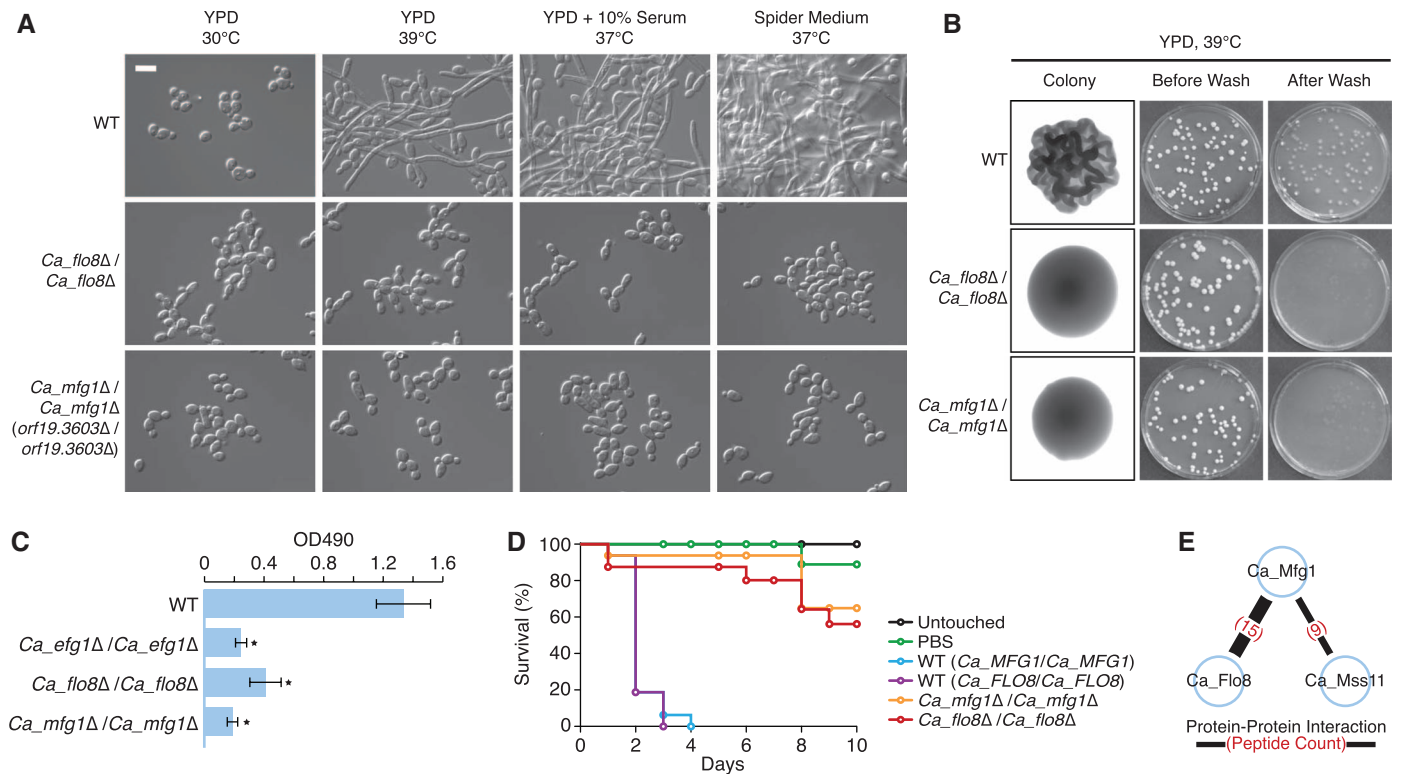 A
YPD
30°C
YPD
39°C
YPD + 10% Serum
37°C
Spider Medium
37°C
WT
Ca_flo8Δ /
Ca_flo8Δ
Ca_mfg1Δ /
Ca_mfg1Δ
(orf19.3603Δ /
orf19.3603Δ)
B
YPD, 39°C
Colony
Before Wash
After Wash
WT
Ca_flo8Δ /
Ca_flo8Δ
Ca_mfg1Δ /
Ca_mfg1Δ
C
OD490
0 0.4 0.8 1.2 1.6
WT
Ca_efg1Δ /Ca_efg1Δ *
Ca_flo8Δ /Ca_flo8Δ *
Ca_mfg1Δ /Ca_mfg1Δ *
D
Survival (%)
100
80
60
40
20
0
0 2 4 6 8 10
Days
Untouched
PBS
WT (Ca_MFG1/Ca_MFG1)
WT (Ca_FLO8/Ca_FLO8)
Ca_mfg1Δ /Ca_mfg1Δ
Ca_flo8Δ /Ca_flo8Δ
E
Ca_Mfg1
(15)
(9)
Ca_Flo8
Ca_Mss11
Protein-Protein Interaction
(Peptide Count)